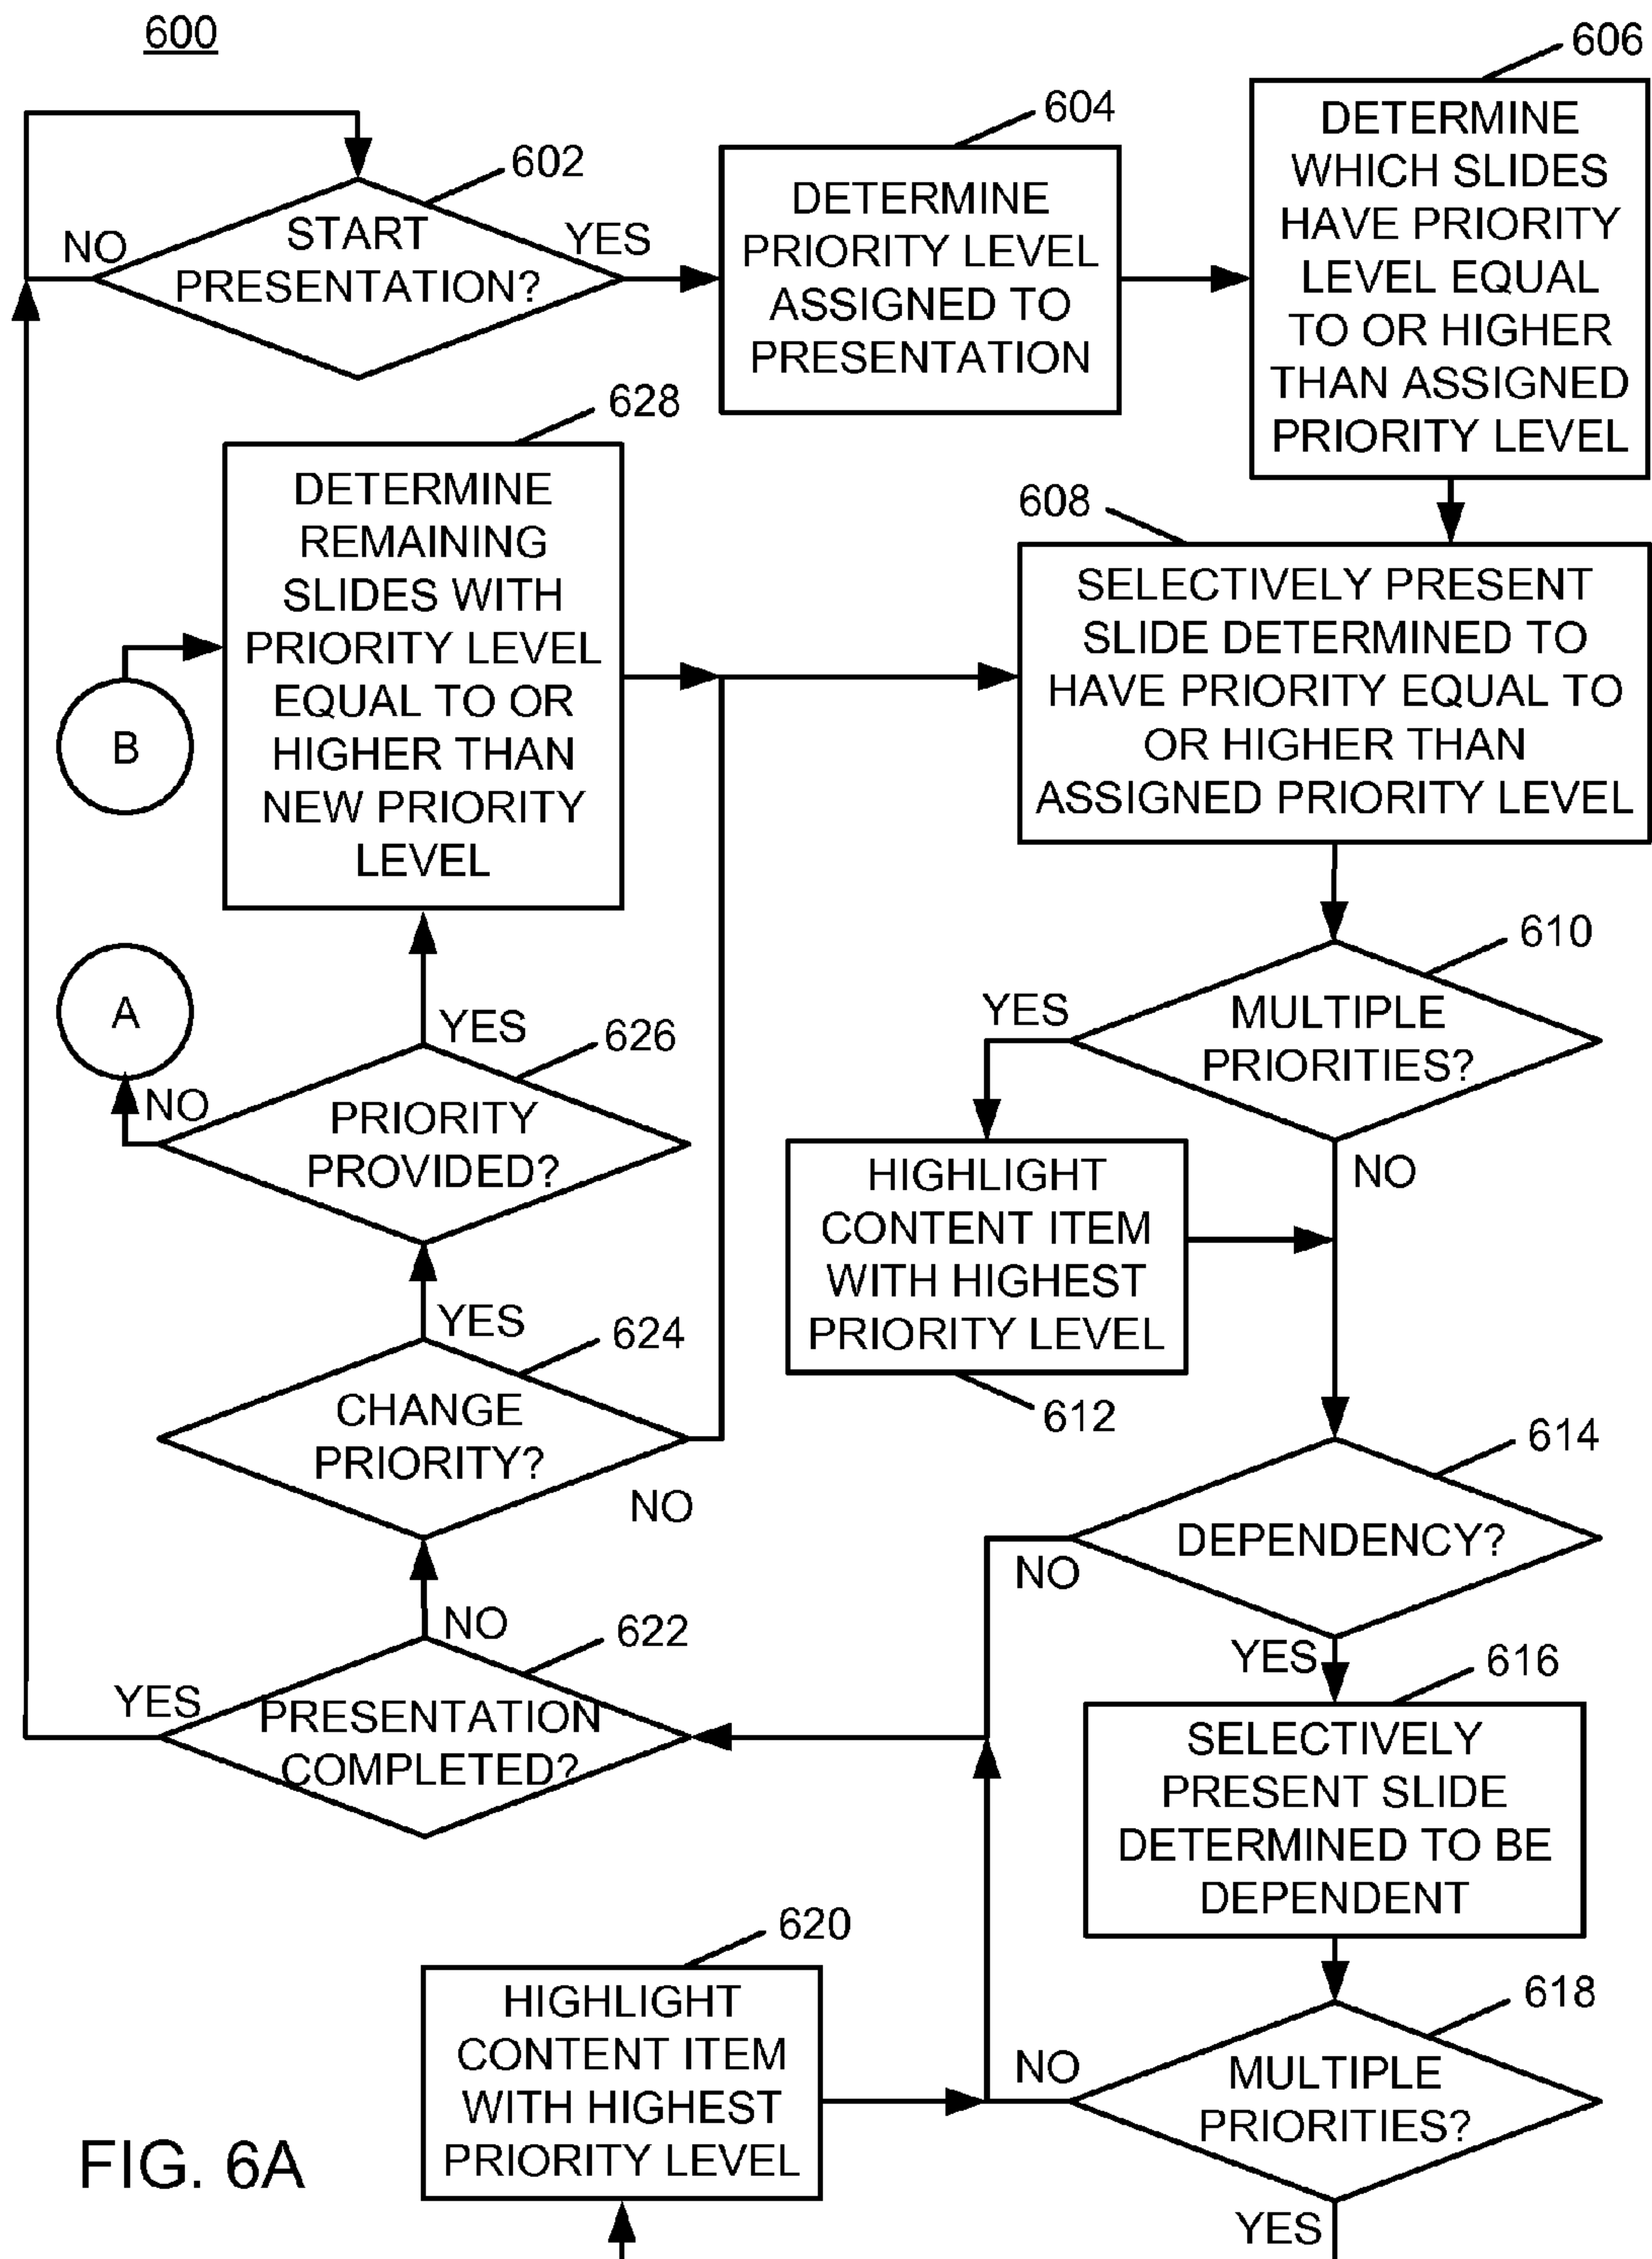 600
606
604
602
DETERMINE
WHICH SLIDES
HAVE PRIORITY
LEVEL EQUAL
TO OR HIGHER
THAN ASSIGNED
PRIORITY LEVEL
DETERMINE
PRIORITY LEVEL
ASSIGNED TO
PRESENTATION
NO
START
PRESENTATION?
YES
628
DETERMINE
REMAINING
SLIDES WITH
PRIORITY LEVEL
EQUAL TO OR
HIGHER THAN
NEW PRIORITY
LEVEL
608
SELECTIVELY PRESENT
SLIDE DETERMINED TO
HAVE PRIORITY EQUAL TO
OR HIGHER THAN
ASSIGNED PRIORITY LEVEL
B
A
610
YES
MULTIPLE
PRIORITIES?
NO
YES
626
NO
PRIORITY
PROVIDED?
HIGHLIGHT
CONTENT ITEM
WITH HIGHEST
PRIORITY LEVEL
612
YES
624
CHANGE
PRIORITY?
NO
614
DEPENDENCY?
NO
YES
616
NO
622
YES
PRESENTATION
COMPLETED?
SELECTIVELY
PRESENT SLIDE
DETERMINED TO BE
DEPENDENT
620
HIGHLIGHT
CONTENT ITEM
WITH HIGHEST
PRIORITY LEVEL
618
NO
MULTIPLE
PRIORITIES?
YES
FIG. 6A